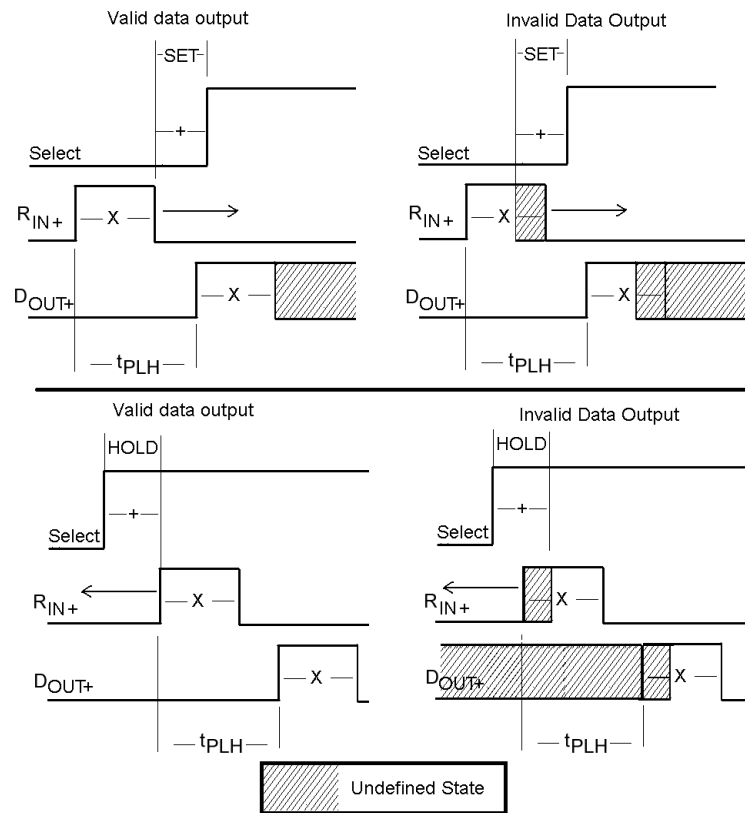 Valid data output
Invalid Data Output
SET
SET
+
+
Select
Select
RIN+
X
RIN+
X
DOUT+
X
DOUT+
X
tPLH
tPLH
Valid data output
Invalid Data Output
HOLD
HOLD
+
+
Select
Select
RIN+
X
RIN+
X
DOUT+
X
DOUT+
X
tPLH
tPLH
Undefined State